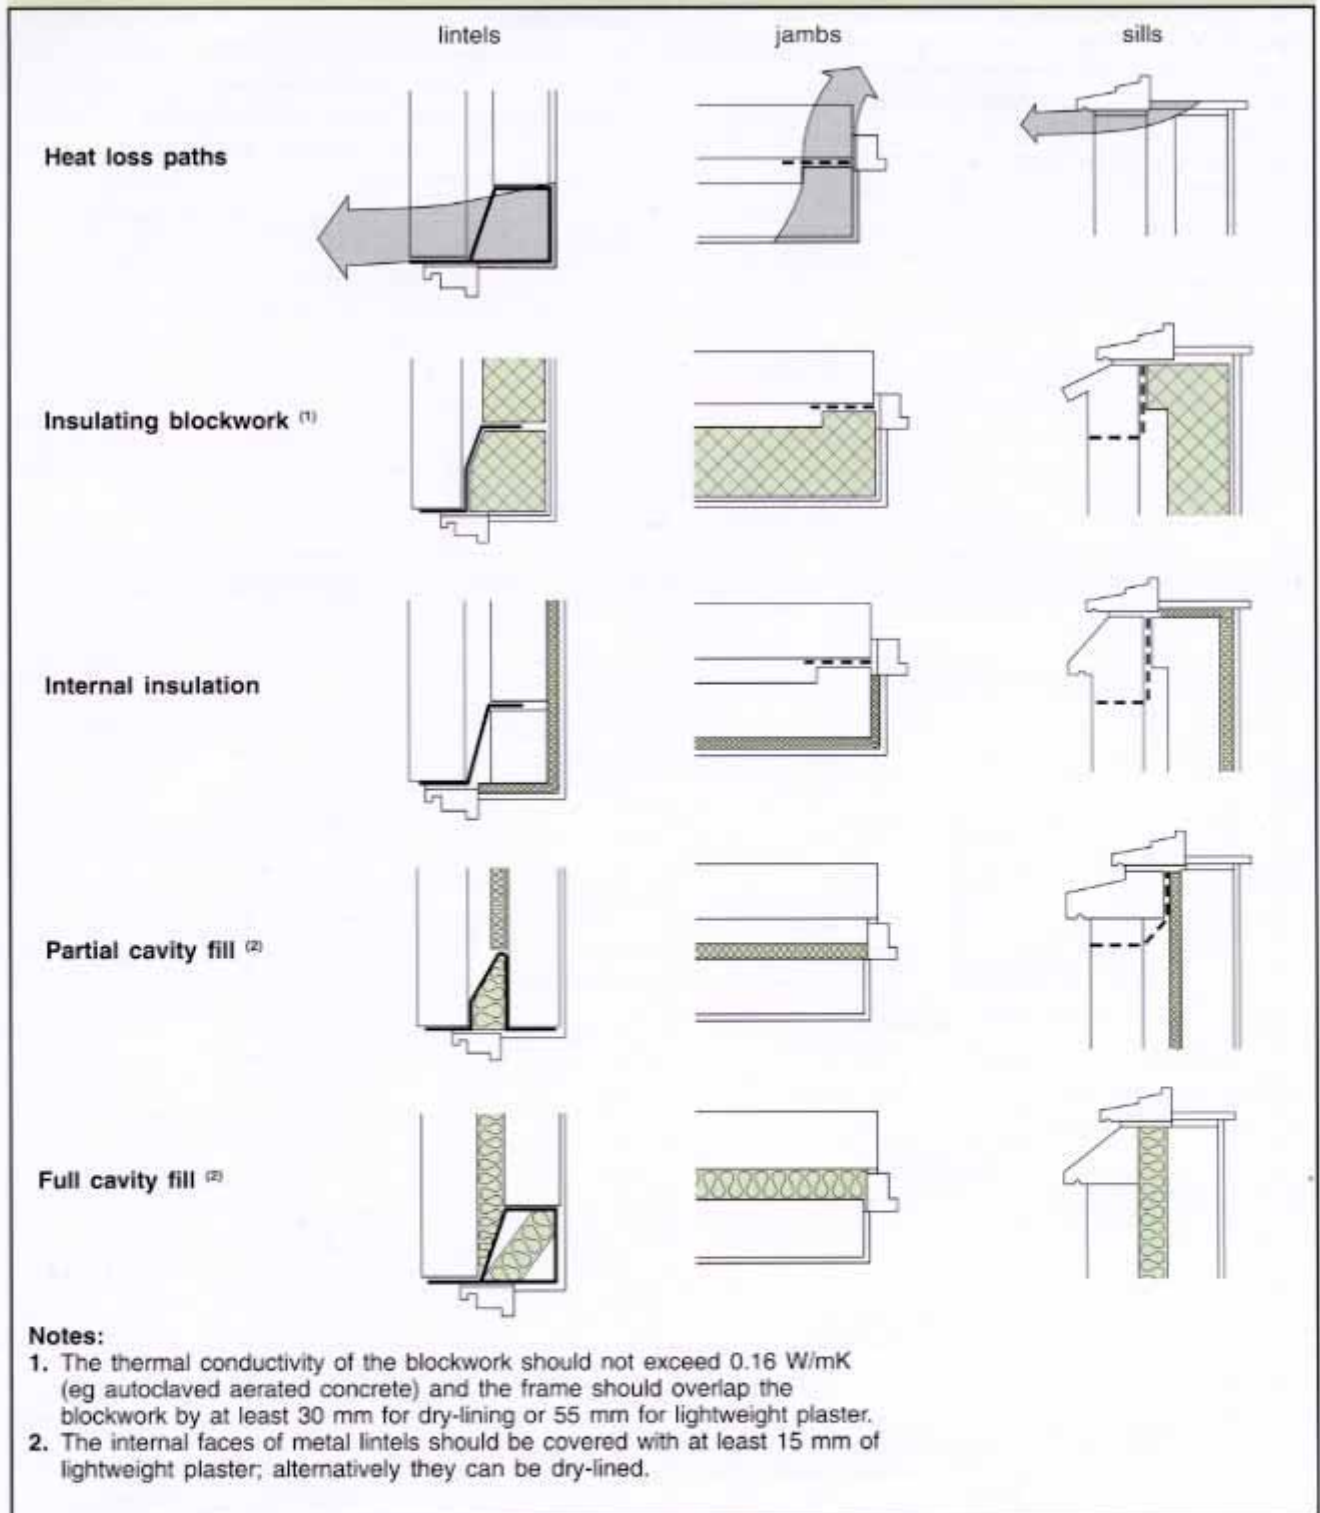 lintels jambs sills
Heat loss paths
Insulating blockwork (1)
Internal insulation
Partial cavity fill (2)
Full cavity fill (2)
Notes:
1. The thermal conductivity of the blockwork should not exceed 0.16 W/mK
(eg autoclaved aerated concrete) and the frame should overlap the
blockwork by at least 30 mm for dry-lining or 55 mm for lightweight plaster.
2. The internal faces of metal lintels should be covered with at least 15 mm of
lightweight plaster; alternatively they can be dry-lined.